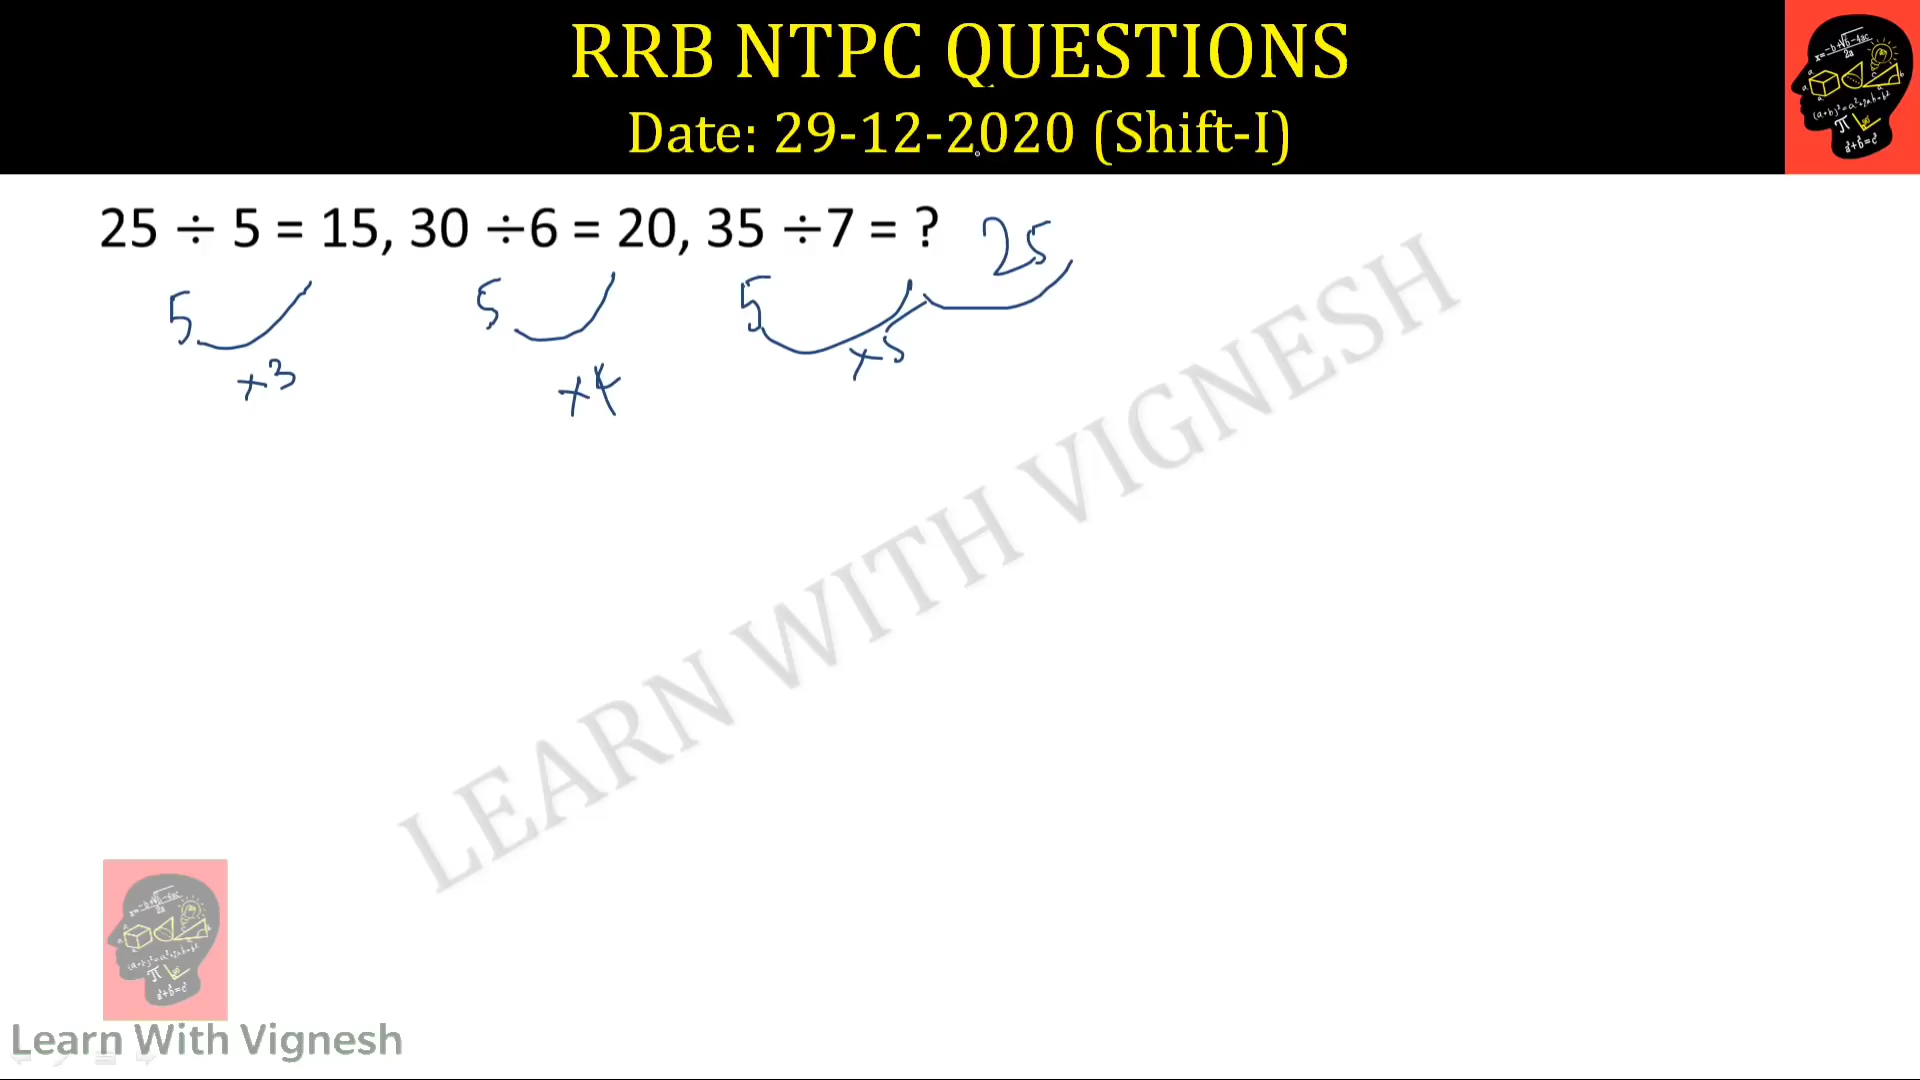 RRB NTPC QUESTIONS
Date: 29-12-2020 (Shift-I)
25 ÷ 5 = 15, 30 ÷6 = 20, 35 ÷7 = ? 25
5 5 5
×3 ×4 ×5
LEARN WITH VIGNESH
Learn With Vignesh